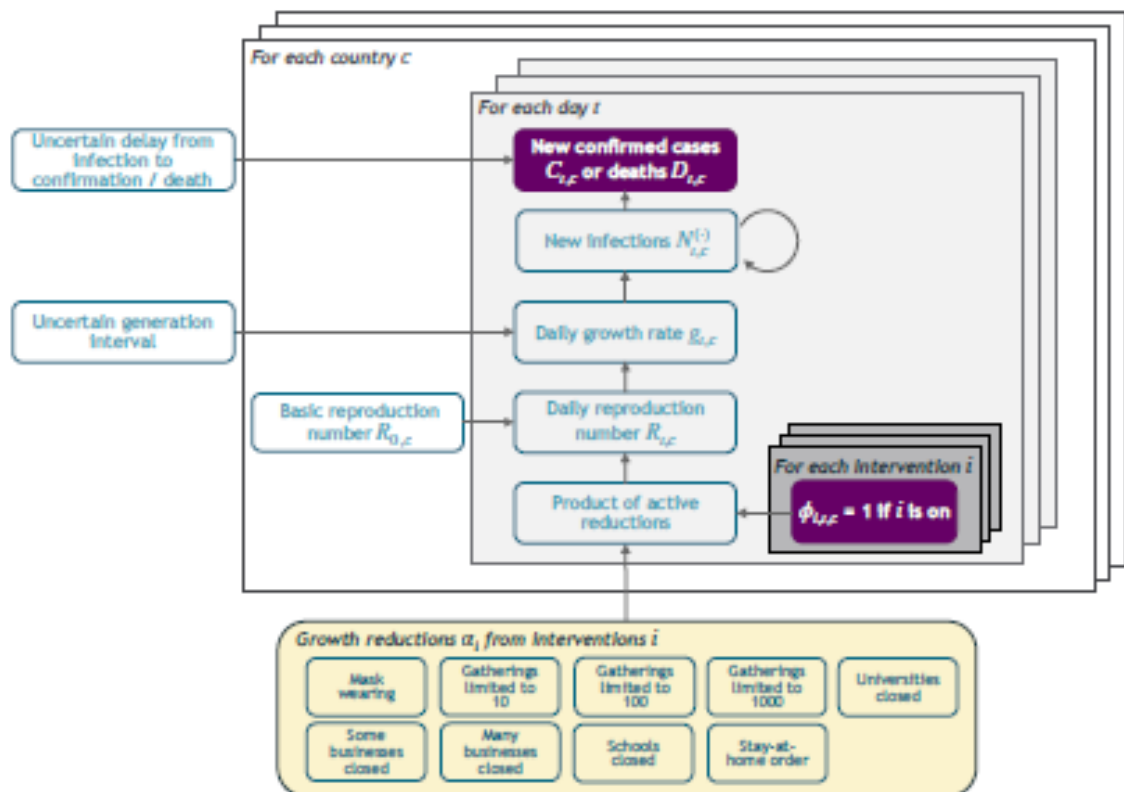 For each country c
For each day t
Uncertain delay from
infection to
confirmation / death
New confirmed cases
C_{t,c} or deaths D_{t,c}
New infections N_{t,c}^{(·)}
Uncertain generation
interval
Daily growth rate g_{t,c}
Basic reproduction
number R_{0,c}
Daily reproduction
number R_{t,c}
For each intervention i
Product of active
reductions
ϕ_{i,t,c} = 1 if i is on
Growth reductions α_i from interventions i
Mask
wearing
Gatherings
limited to
10
Gatherings
limited to
100
Gatherings
limited to
1000
Universities
closed
Some
businesses
closed
Many
businesses
closed
Schools
closed
Stay-at-
home order